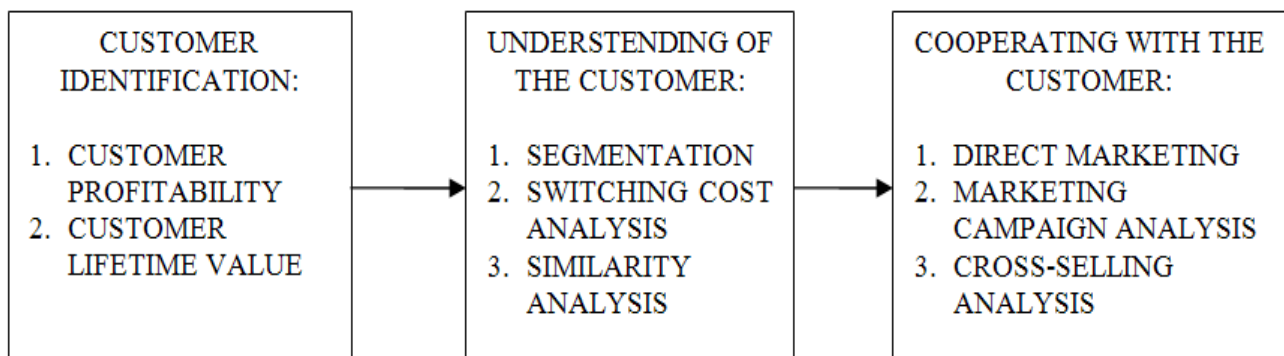 CUSTOMER
IDENTIFICATION:
1. CUSTOMER
PROFITABILITY
2. CUSTOMER
LIFETIME VALUE
UNDERSTENDING OF
THE CUSTOMER:
1. SEGMENTATION
2. SWITCHING COST
ANALYSIS
3. SIMILARITY
ANALYSIS
COOPERATING WITH THE
CUSTOMER:
1. DIRECT MARKETING
2. MARKETING
CAMPAIGN ANALYSIS
3. CROSS-SELLING
ANALYSIS